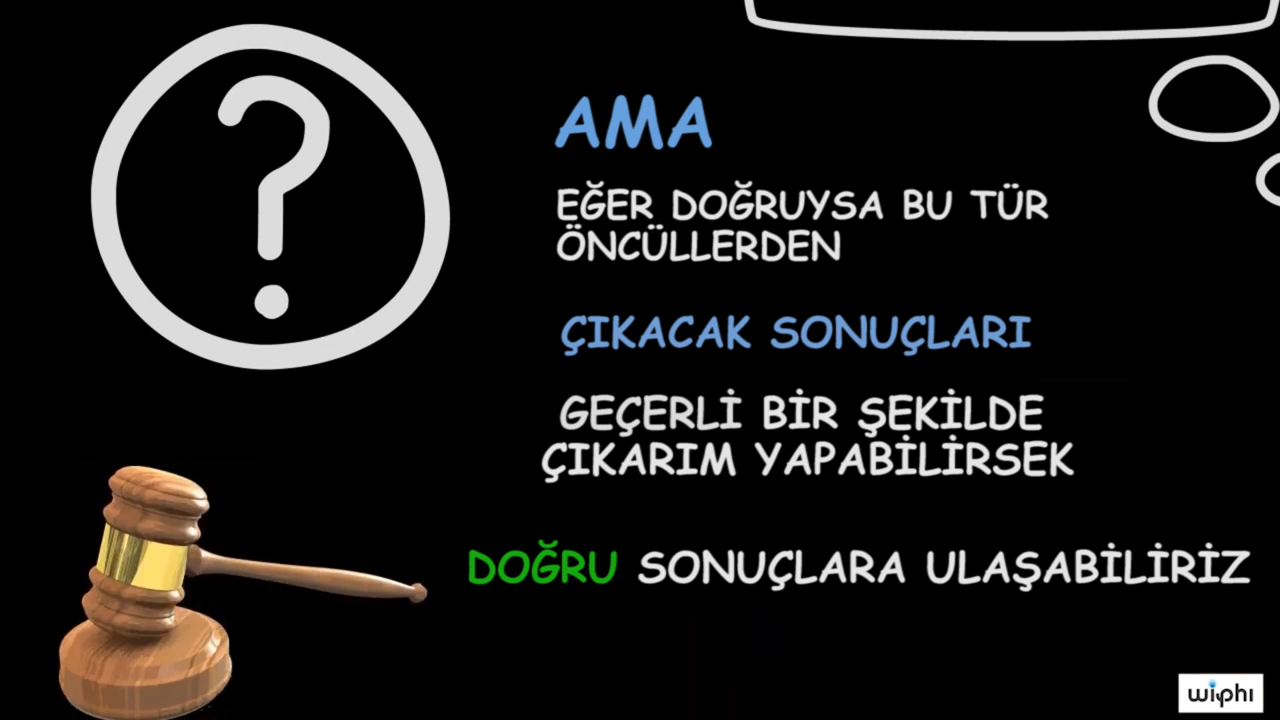 ?
AMA
EĞER DOĞRUYSA BU TÜR
ÖNCÜLLERDEN
ÇIKACAK SONUÇLARI
GEÇERLİ BİR ŞEKİLDE
ÇIKARIM YAPABİLİRSEK
DOĞRU SONUÇLARA ULAŞABİLİRİZ
wiφhi